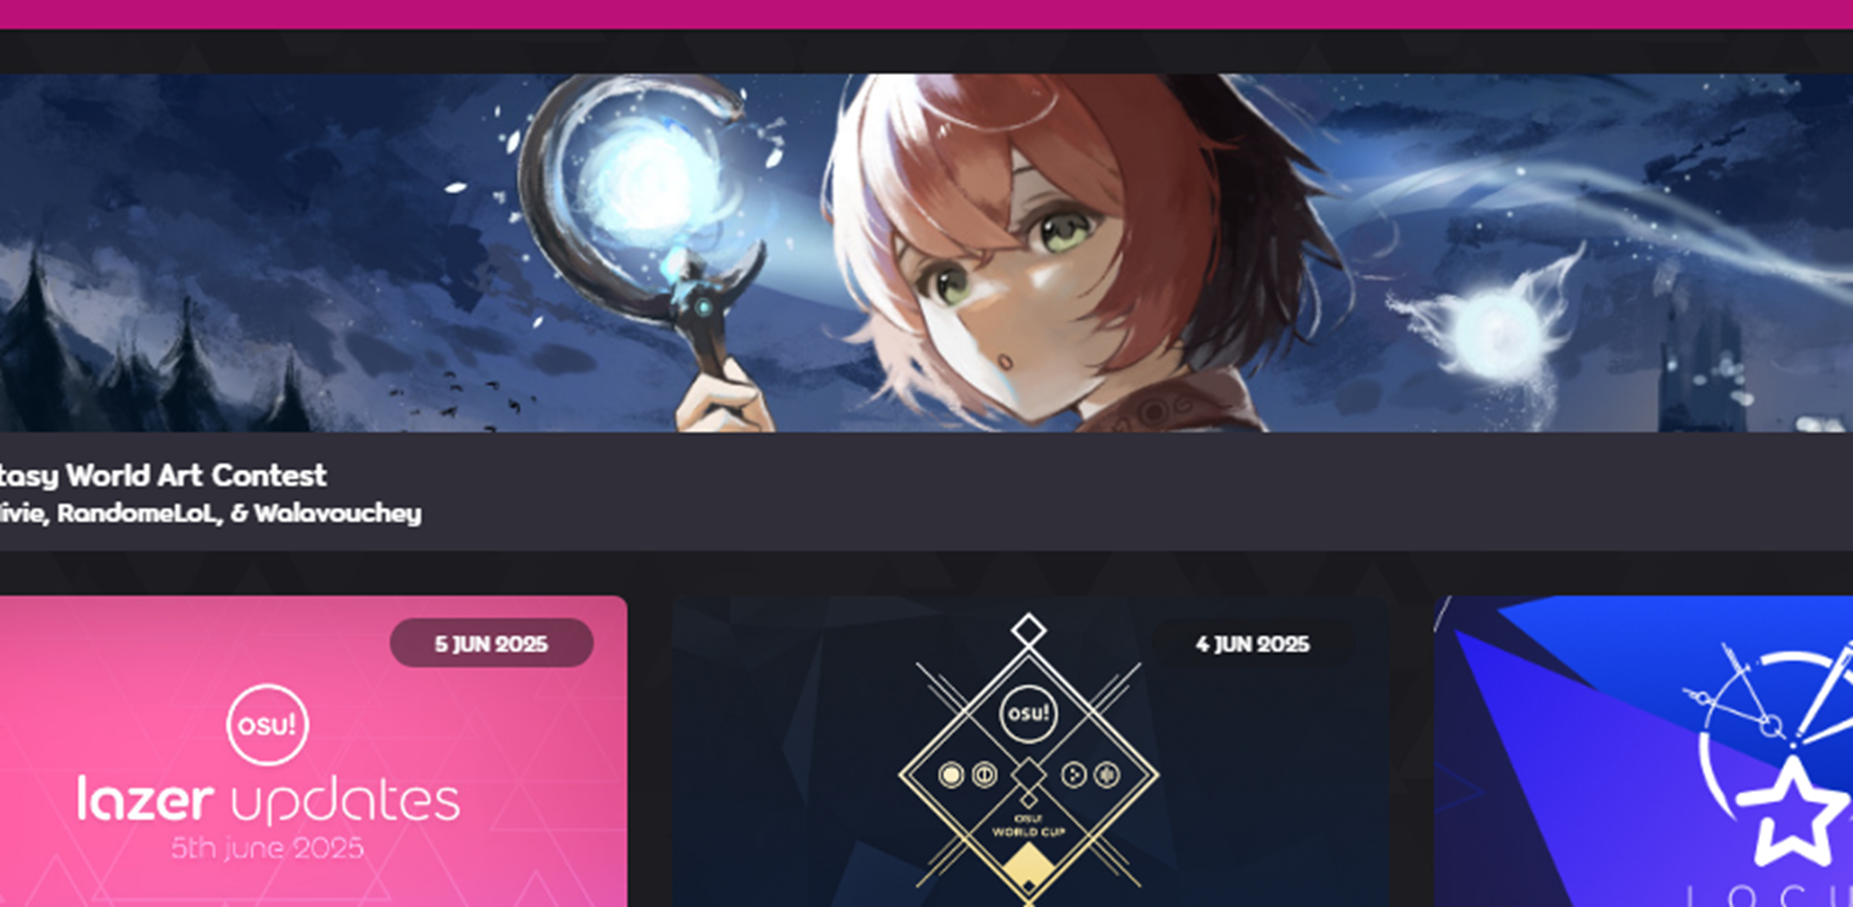 tasy World Art Contest
ivie, RandomeLoL, & Walavouchey
5 JUN 2025
osu!
lazer updates
5th june 2025
4 JUN 2025
osu!
OSU!
WORLD CUP
LOCU